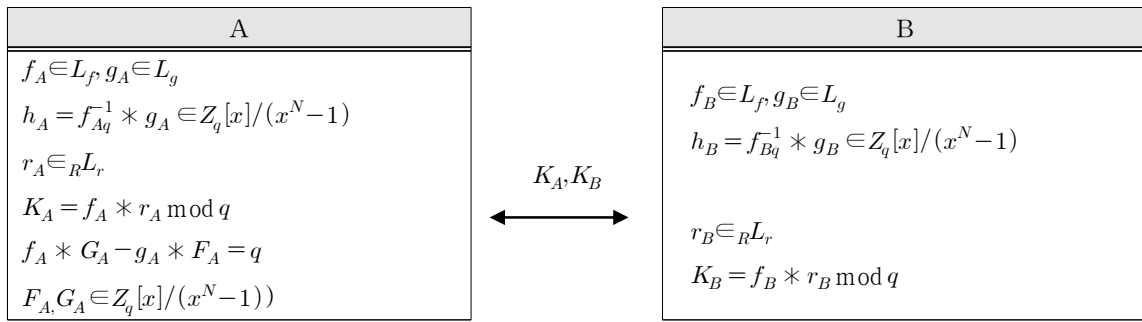 A
f_A∈L_f, g_A∈L_g
h_A = f_{Aq}^{-1} * g_A ∈ Z_q[x]/(x^N−1)
r_A ∈_R L_r
K_A = f_A * r_A mod q
f_A * G_A − g_A * F_A = q
F_A, G_A ∈ Z_q[x]/(x^N−1))
K_A, K_B
B
f_B∈L_f, g_B∈L_g
h_B = f_{Bq}^{-1} * g_B ∈ Z_q[x]/(x^N−1)
r_B ∈_R L_r
K_B = f_B * r_B mod q